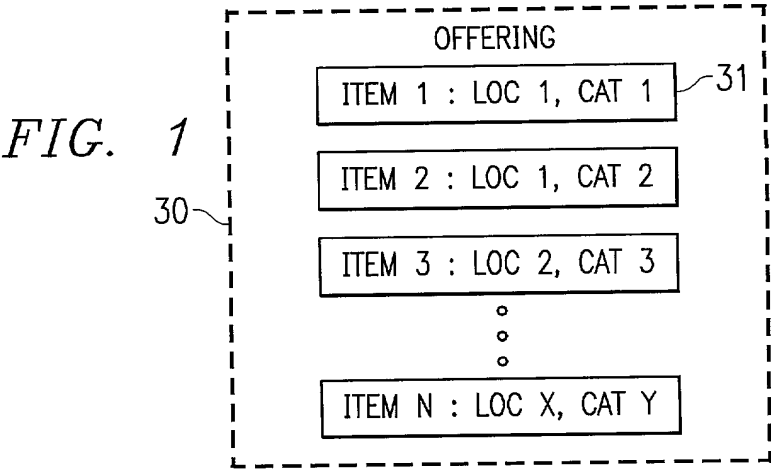 OFFERING
ITEM 1 : LOC 1, CAT 1
31
FIG. 1
ITEM 2 : LOC 1, CAT 2
30
ITEM 3 : LOC 2, CAT 3
ITEM N : LOC X, CAT Y